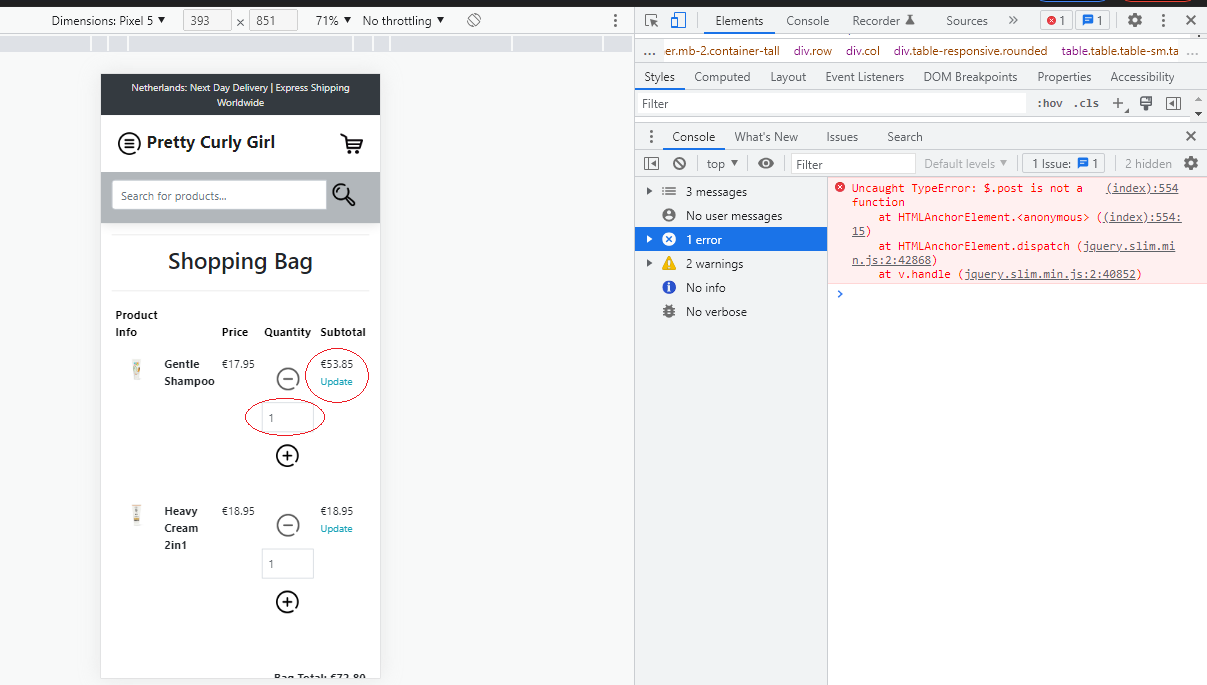 Dimensions: Pixel 5 ▼ 393 × 851 71% ▼ No throttling ▼
Netherlands: Next Day Delivery | Express Shipping
Worldwide
Pretty Curly Girl
Search for products...
Shopping Bag
Product
Info Price Quantity Subtotal
Gentle €17.95 €53.85
Shampoo Update
1
Heavy €18.95 €18.95
Cream Update
2in1
1
Bag Total: €72.80
Elements Console Recorder Sources » 1 1
... er.mb-2.container-tall div.row div.col div.table-responsive.rounded table.table.table-sm.ta ...
Styles Computed Layout Event Listeners DOM Breakpoints Properties Accessibility
Filter :hov .cls +
Console What's New Issues Search
top ▼ Filter Default levels ▼ 1 Issue: 1 2 hidden
3 messages
No user messages
1 error
2 warnings
No info
No verbose
Uncaught TypeError: $.post is not a (index):554
function
at HTMLAnchorElement.<anonymous> ((index):554:
15)
at HTMLAnchorElement.dispatch (jquery.slim.mi
n.js:2:42868)
at v.handle (jquery.slim.min.js:2:40852)